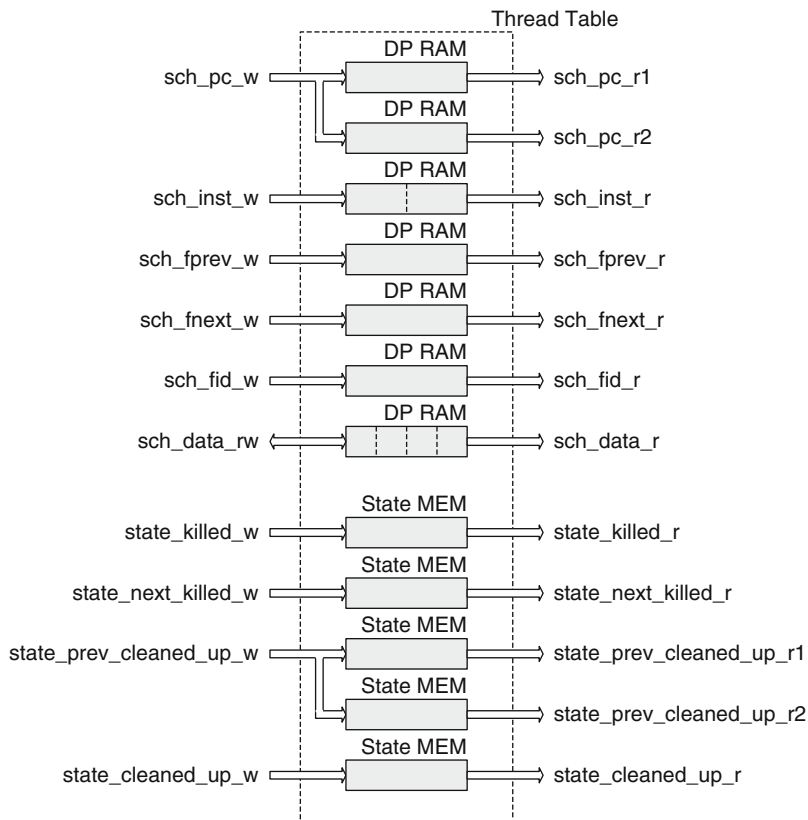 Thread Table
DP RAM
sch_pc_w
sch_pc_r1
DP RAM
sch_pc_r2
DP RAM
sch_inst_w
sch_inst_r
DP RAM
sch_fprev_w
sch_fprev_r
DP RAM
sch_fnext_w
sch_fnext_r
DP RAM
sch_fid_w
sch_fid_r
DP RAM
sch_data_rw
sch_data_r
State MEM
state_killed_w
state_killed_r
State MEM
state_next_killed_w
state_next_killed_r
State MEM
state_prev_cleaned_up_w
state_prev_cleaned_up_r1
State MEM
state_prev_cleaned_up_r2
State MEM
state_cleaned_up_w
state_cleaned_up_r